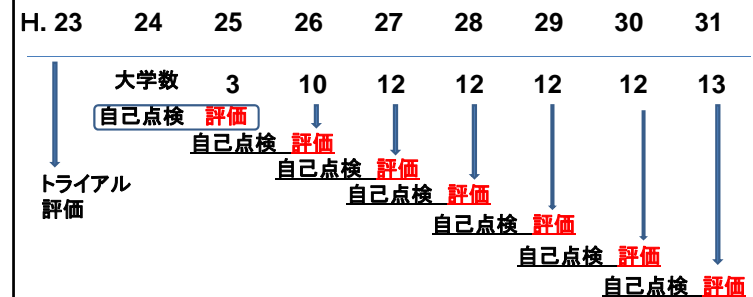 H. 23 24 25 26 27 28 29 30 31
大学数 3 10 12 12 12 12 13
自己点検 評価
自己点検 評価
自己点検 評価
トライアル
評価
自己点検 評価
自己点検 評価
自己点検 評価
自己点検 評価